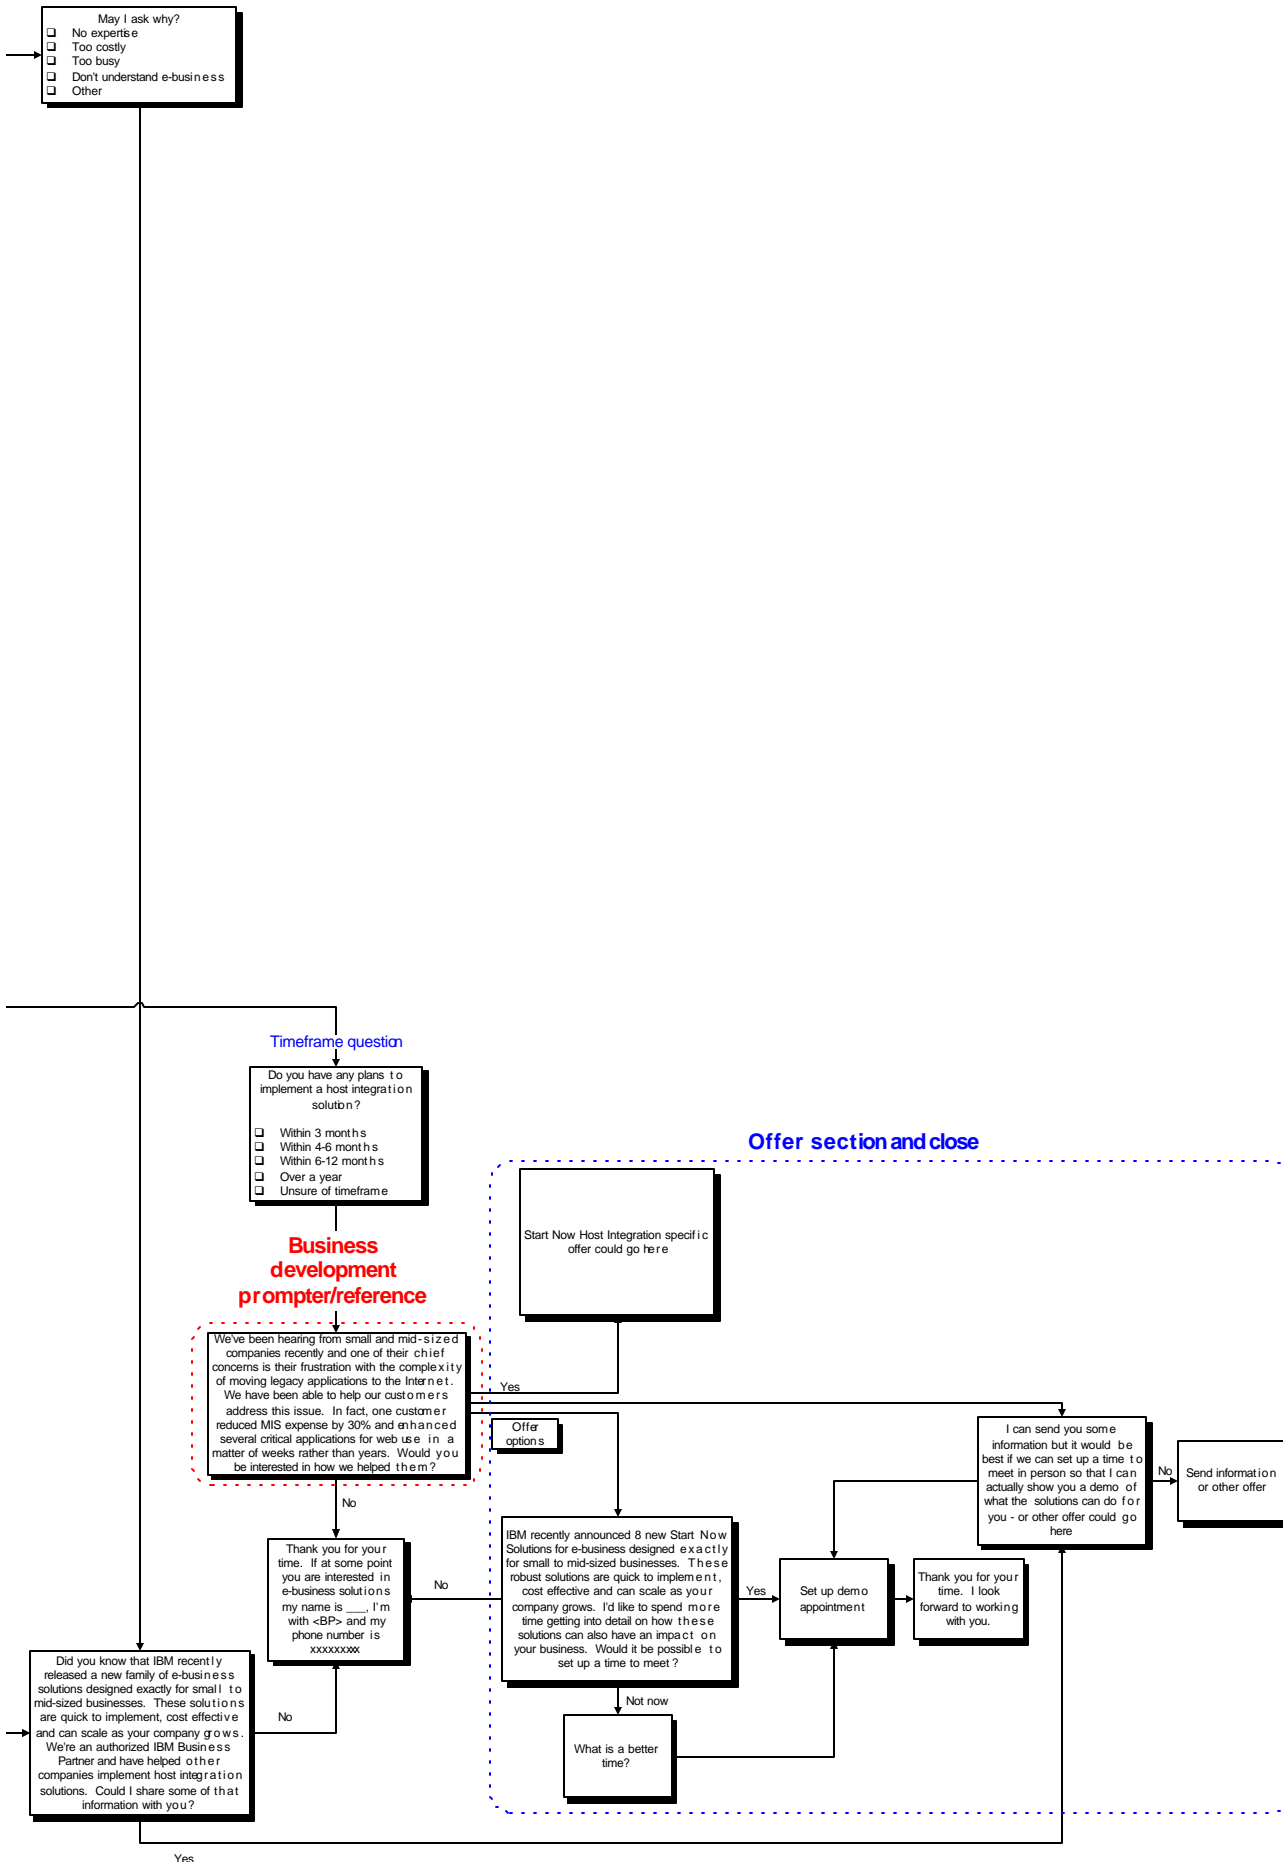 May I ask why?
❑ No expertise
❑ Too costly
❑ Too busy
❑ Don't understand e-business
❑ Other
Timeframe question
Do you have any plans to
implement a host integration
solution?
❑ Within 3 months
❑ Within 4-6 months
❑ Within 6-12 months
❑ Over a year
❑ Unsure of timeframe
Offer section and close
Start Now Host Integration specific
offer could go here
Business
development
prompter/reference
We've been hearing from small and mid-sized
companies recently and one of their chief
concerns is their frustration with the complexity
of moving legacy applications to the Internet.
We have been able to help our customers
address this issue. In fact, one customer
reduced MIS expense by 30% and enhanced
several critical applications for web use in a
matter of weeks rather than years. Would you
be interested in how we helped them?
Yes
Offer
options
I can send you some
information but it would be
best if we can set up a time to
meet in person so that I can
actually show you a demo of
what the solutions can do for
you - or other offer could go
here
No
Send information
or other offer
No
Thank you for your
time. If at some point
you are interested in
e-business solutions
my name is ___, I'm
with <BP> and my
phone number is
xxxxxxxxx
No
IBM recently announced 8 new Start Now
Solutions for e-business designed exactly
for small to mid-sized businesses. These
robust solutions are quick to implement,
cost effective and can scale as your
company grows. I'd like to spend more
time getting into detail on how these
solutions can also have an impact on
your business. Would it be possible to
set up a time to meet?
Yes
Set up demo
appointment
Thank you for your
time. I look
forward to working
with you.
Not now
What is a better
time?
Did you know that IBM recently
released a new family of e-business
solutions designed exactly for small to
mid-sized businesses. These solutions
are quick to implement, cost effective
and can scale as your company grows.
We're an authorized IBM Business
Partner and have helped other
companies implement host integration
solutions. Could I share some of that
information with you?
No
Yes